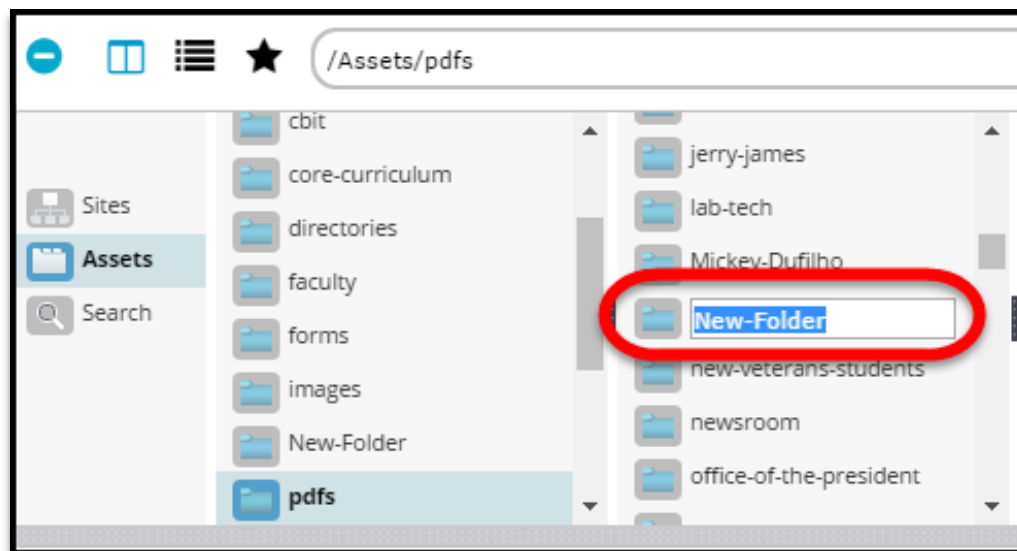 /Assets/pdfs
Sites
Assets
Search
cbit
core-curriculum
directories
faculty
forms
images
New-Folder
pdfs
jerry-james
lab-tech
Mickey-Dufilho
New-Folder
new-veterans-students
newsroom
office-of-the-president